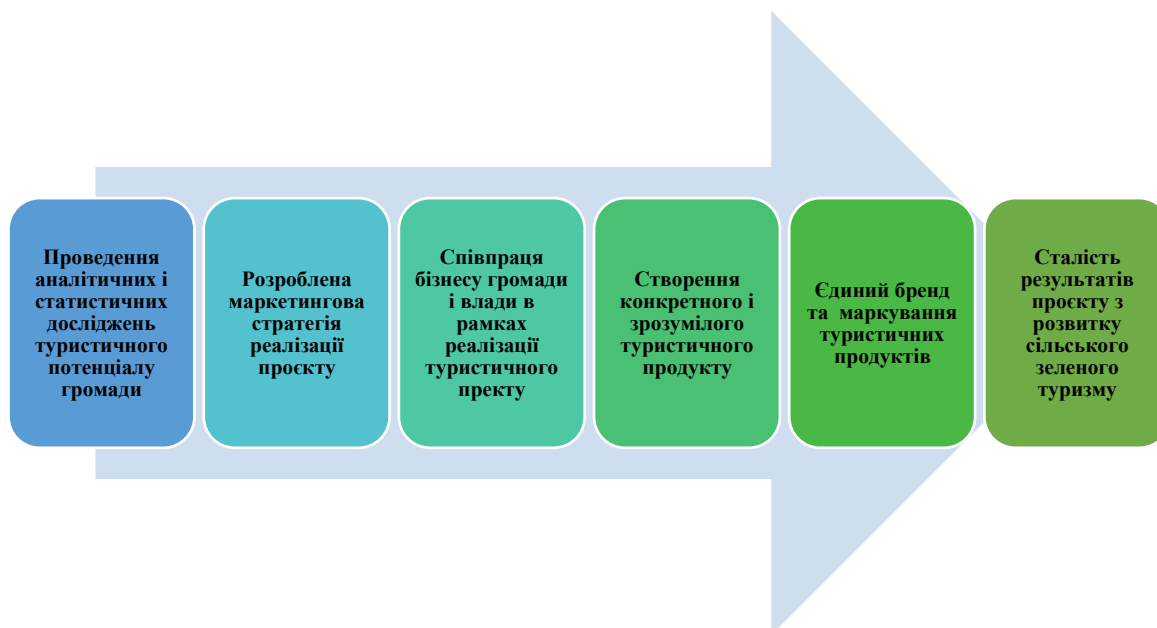 Проведення
аналітичних і
статистичних
досліджень
туристичного
потенціалу
громади
Розроблена
маркетингова
стратегія
реалізації
проєкту
Співпраця
бізнесу громади
і влади в
рамках
реалізації
туристичного
пректу
Створення
конкретного і
зрозумілого
туристичного
продукту
Єдиний бренд
та маркування
туристичних
продуктів
Сталість
результатів
проєкту з
розвитку
сільського
зеленого
туризму